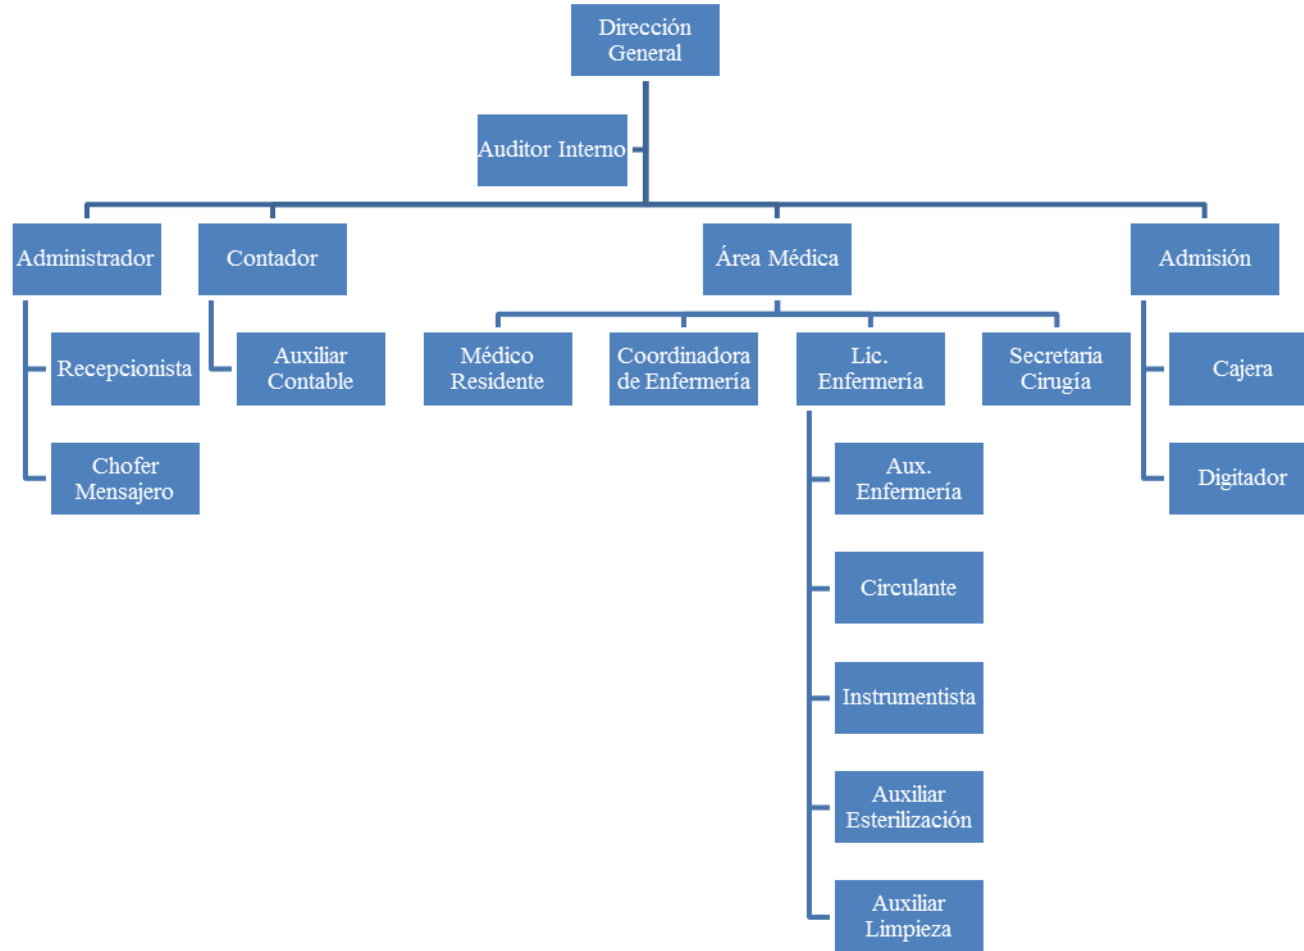 Dirección
General
Auditor Interno
Administrador
Contador
Área Médica
Admisión
Recepcionista
Auxiliar
Contable
Médico
Residente
Coordinadora
de Enfermería
Lic.
Enfermería
Secretaria
Cirugía
Cajera
Chofer
Mensajero
Aux.
Enfermería
Digitador
Circulante
Instrumentista
Auxiliar
Esterilización
Auxiliar
Limpieza